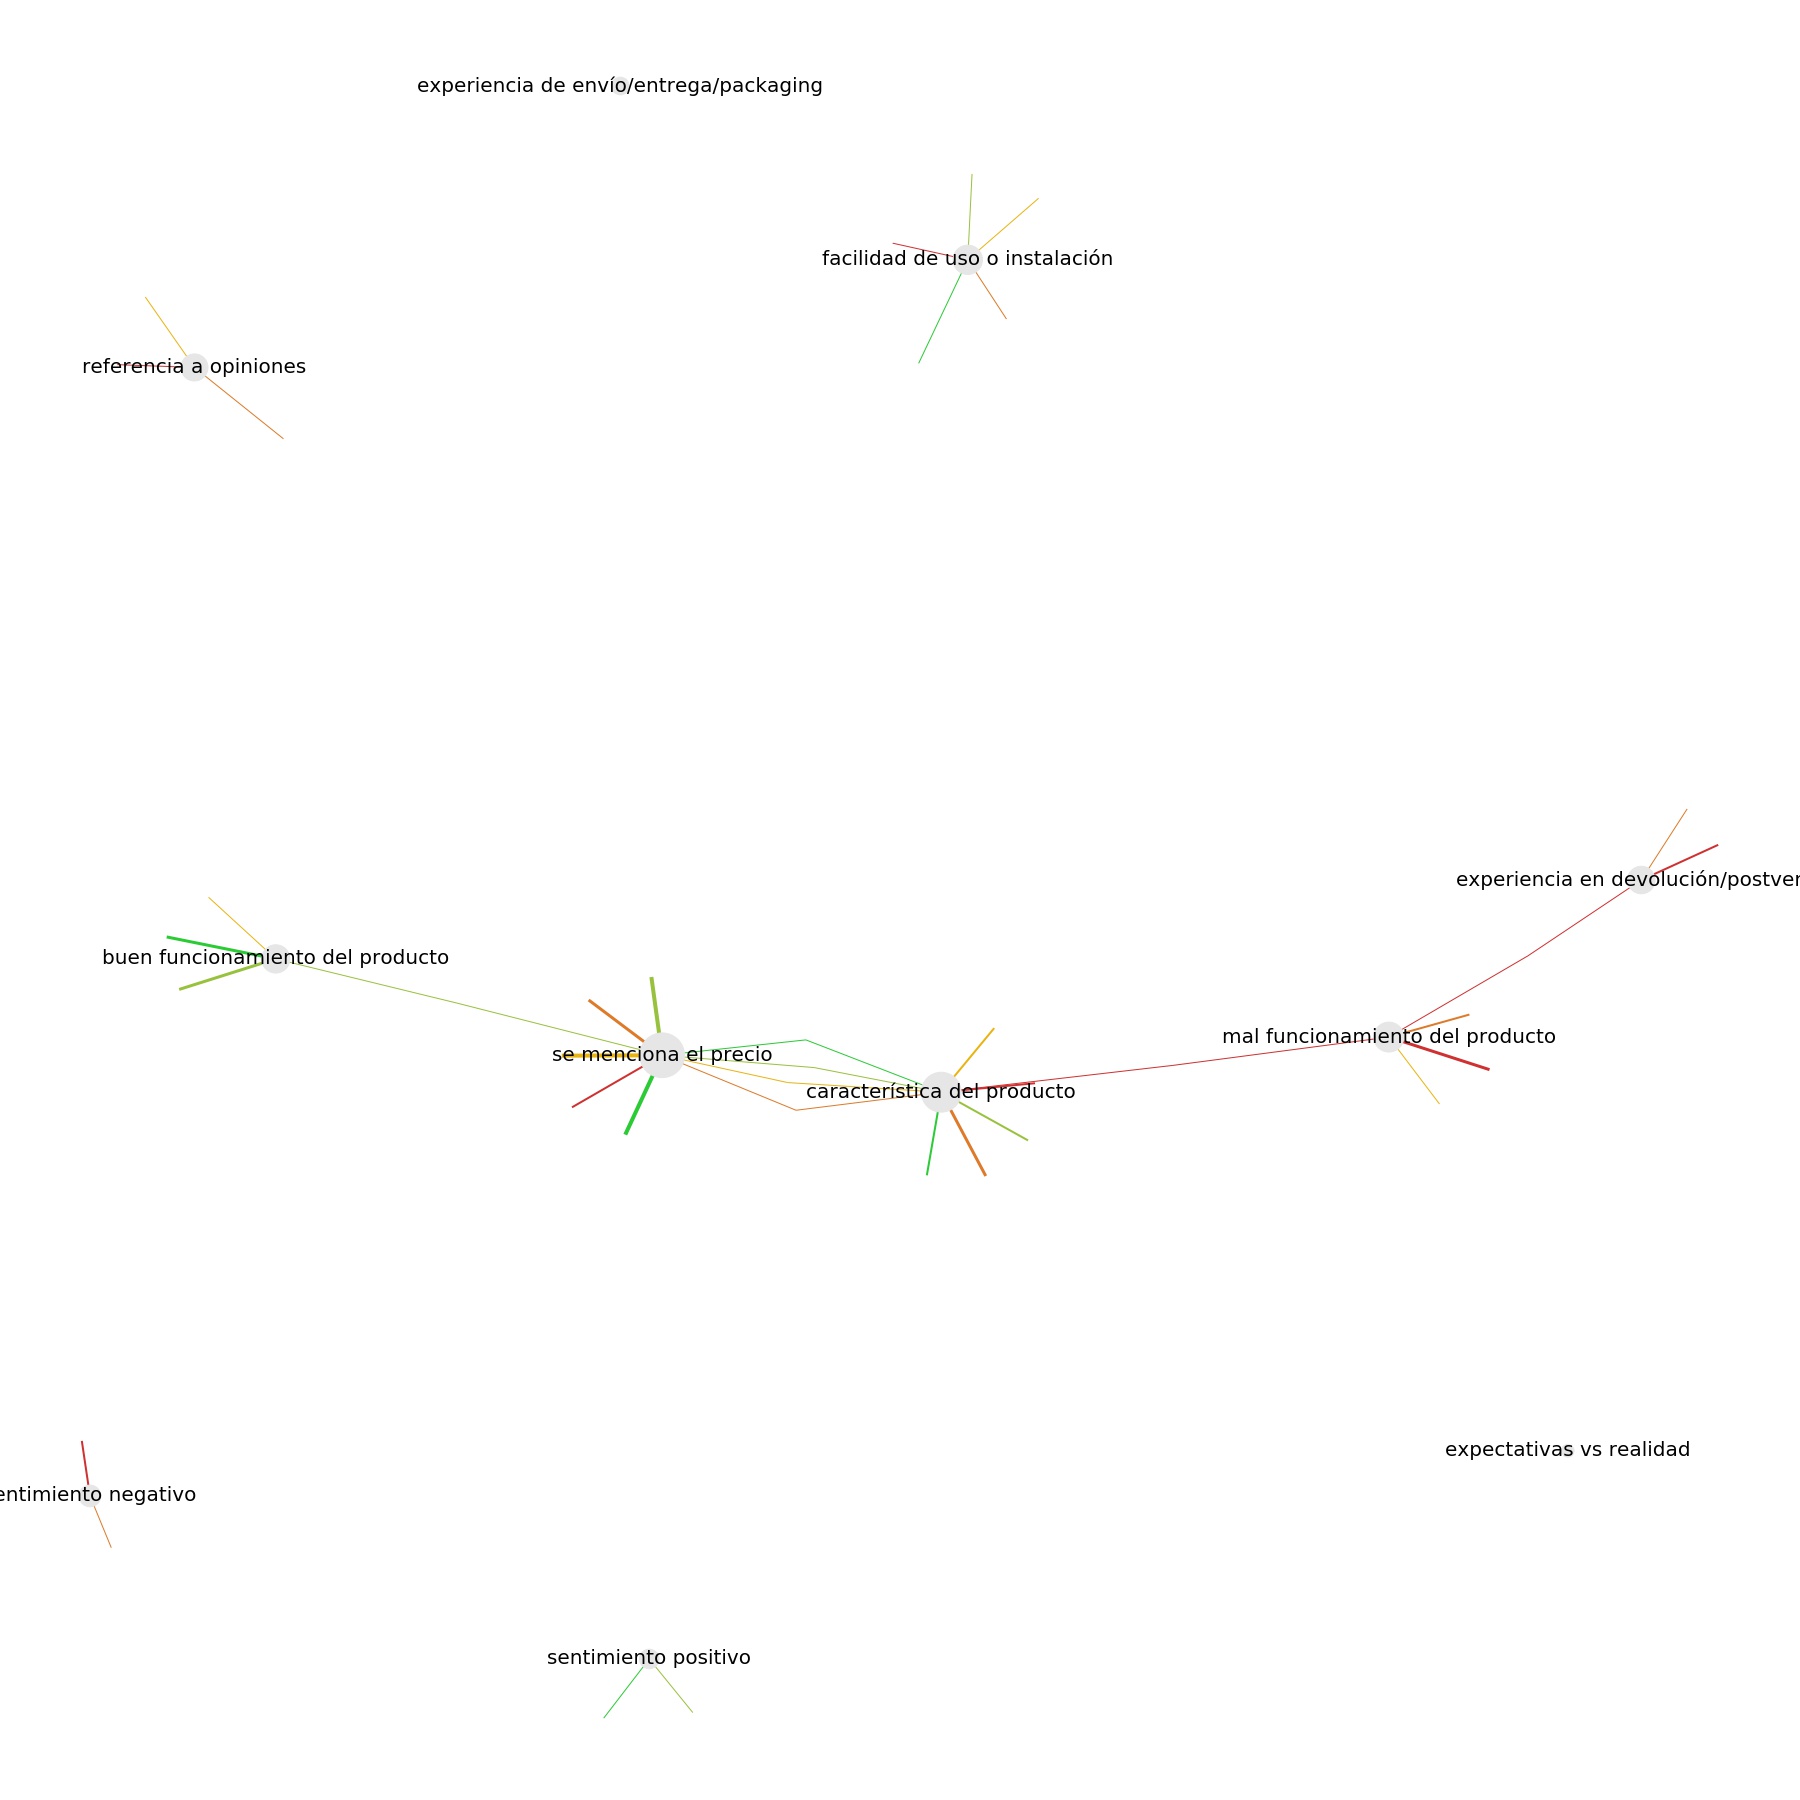 experiencia de envío/entrega/packaging
facilidad de uso o instalación
referencia a opiniones
experiencia en devolución/postven
buen funcionamiento del producto
mal funcionamiento del producto
se menciona el precio
característica del producto
expectativas vs realidad
entimiento negativo
sentimiento positivo